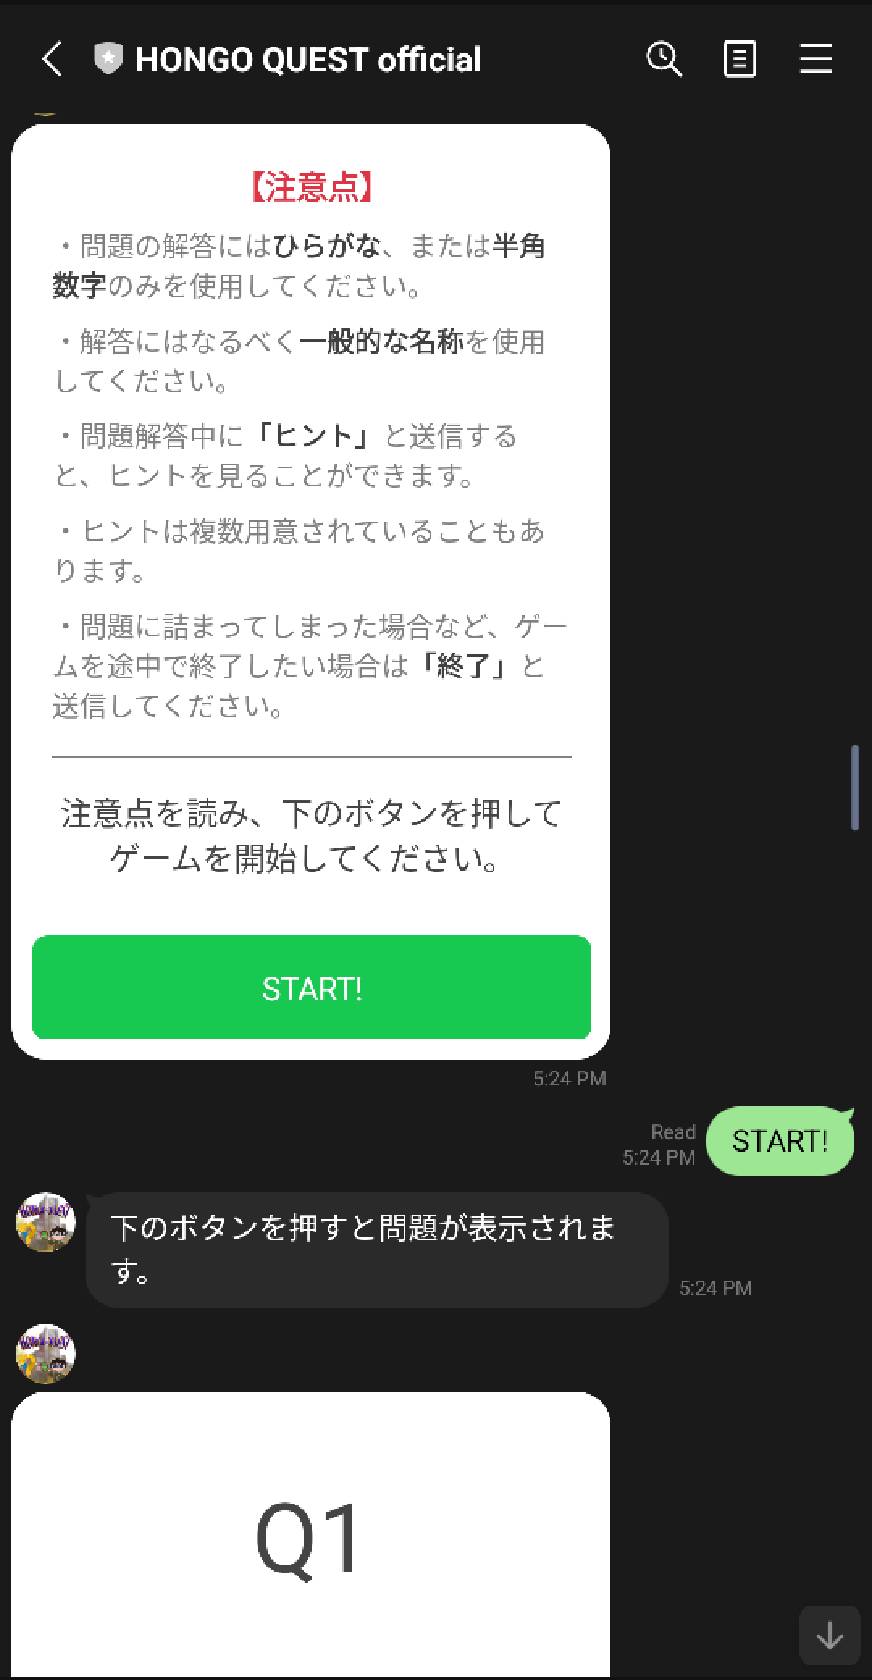 HONGO QUEST official
【注意点】
・問題の解答にはひらがな、または半角
数字のみを使用してください。
・解答にはなるべく一般的な名称を使用
してください。
・問題解答中に「ヒント」と送信する
と、ヒントを見ることができます。
・ヒントは複数用意されていることもあ
ります。
・問題に詰まってしまった場合など、ゲー
ムを途中で終了したい場合は「終了」と
送信してください。
注意点を読み、下のボタンを押して
ゲームを開始してください。
START!
5:24 PM
Read
5:24 PM
START!
下のボタンを押すと問題が表示されま
す。
5:24 PM
Q1